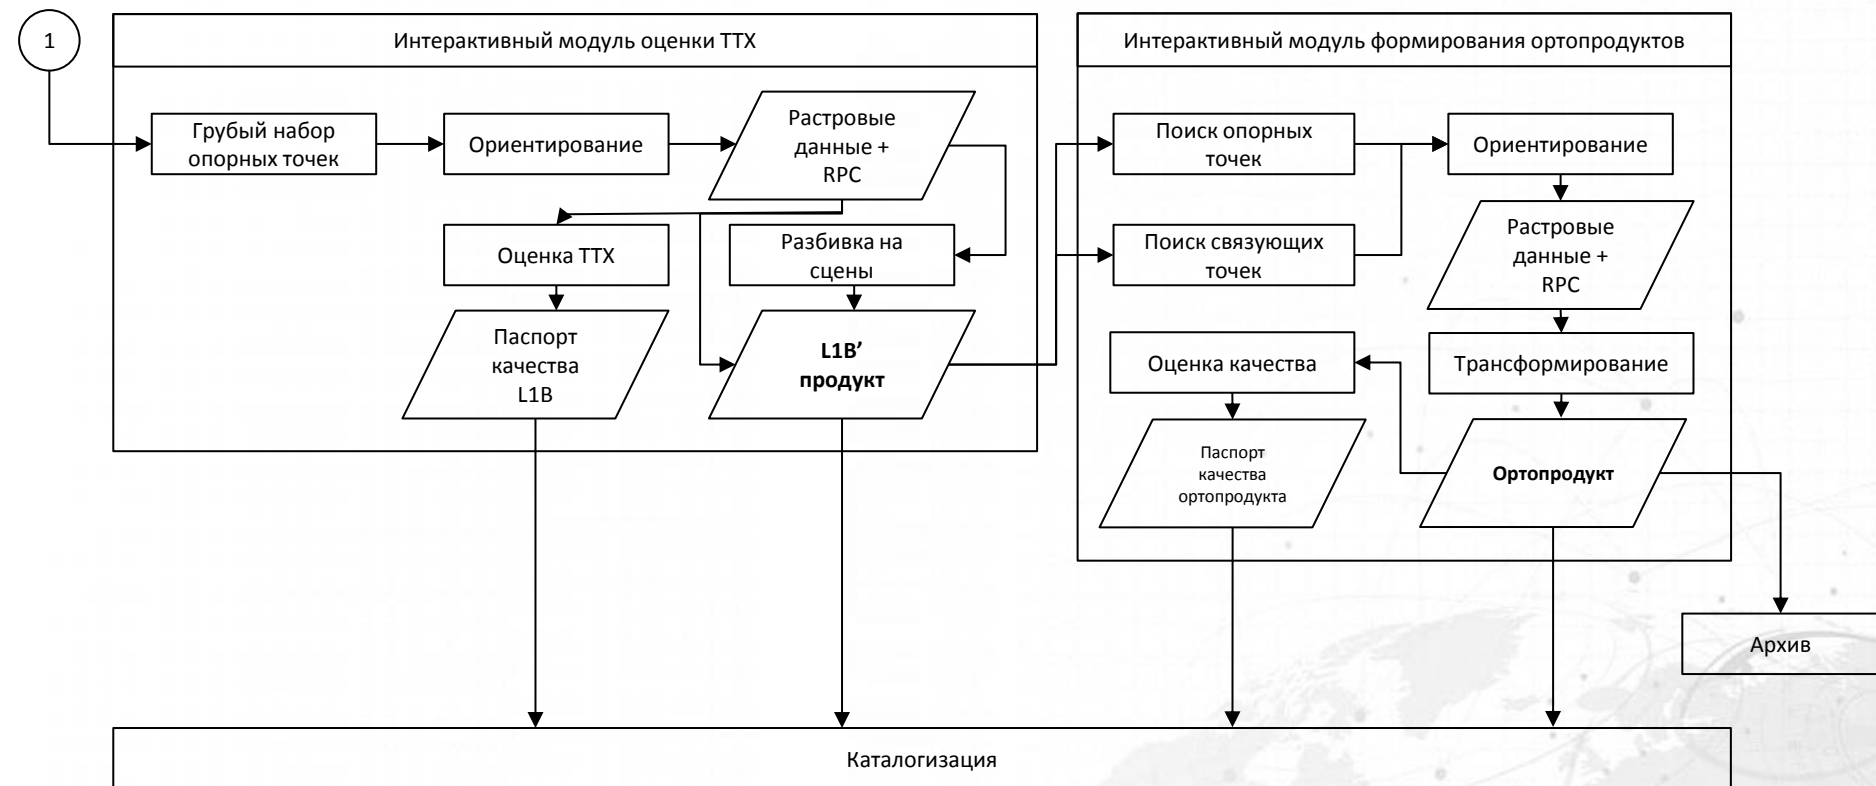 1
Интерактивный модуль оценки ТТХ
Грубый набор
опорных точек
Ориентирование
Растровые
данные +
RPC
Оценка ТТХ
Разбивка на
сцены
Паспорт
качества
L1B
L1B’
продукт
Интерактивный модуль формирования ортопродуктов
Поиск опорных
точек
Ориентирование
Поиск связующих
точек
Растровые
данные +
RPC
Оценка качества
Трансформирование
Паспорт
качества
ортопродукта
Ортопродукт
Архив
Каталогизация